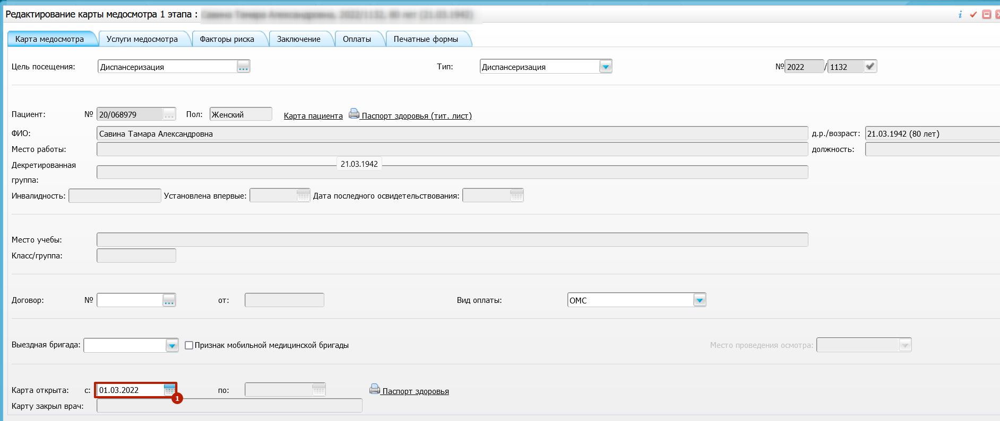 Редактирование карты медосмотра 1 этапа :
Карта медосмотра Услуги медосмотра Факторы риска Заключение Оплаты Печатные формы
Цель посещения: Диспансеризация Тип: Диспансеризация № 2022 / 1132
Пациент: № 20/068979 Пол: Женский Карта пациента Паспорт здоровья (тит. лист)
ФИО: Савина Тамара Александровна д.р./возраст: 21.03.1942 (80 лет)
Место работы: должность:
21.03.1942
Декретированная
группа:
Инвалидность: Установлена впервые: Дата последнего освидетельствования:
Место учебы:
Класс/группа:
Договор: № от: Вид оплаты: ОМС
Выездная бригада: Признак мобильной медицинской бригады Место проведения осмотра:
Карта открыта: с: 01.03.2022 по: Паспорт здоровья
1
Карту закрыл врач: